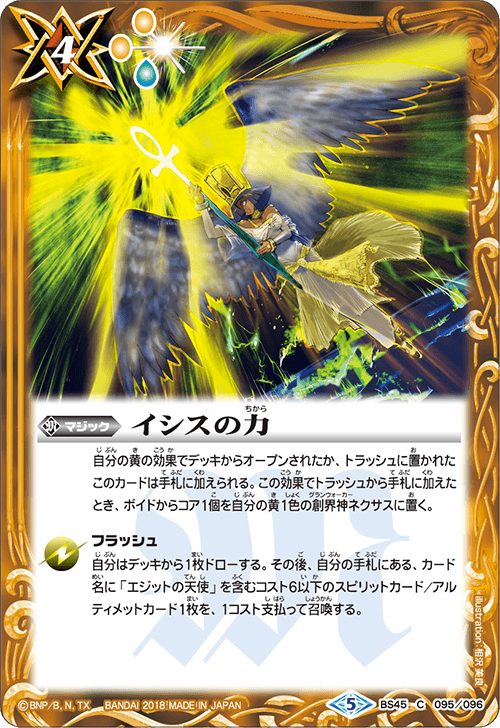 4
マジック
イシスの力
自分の黄の効果でデッキからオープンされたか、トラッシュに置かれた
このカードは手札に加えられる。この効果でトラッシュから手札に加えた
とき、ボイドからコア1個を自分の黄1色の創界神ネクサスに置く。
フラッシュ
自分はデッキから1枚ドローする。その後、自分の手札にある、カード
名に「エジットの天使」を含むコスト6以下のスピリットカード/アル
ティメットカード1枚を、1コスト支払って召喚する。
illustration:相沢 美良
©BNP/B, N, TX BANDAI 2018 MADE IN JAPAN
5
BS45 C 095/096